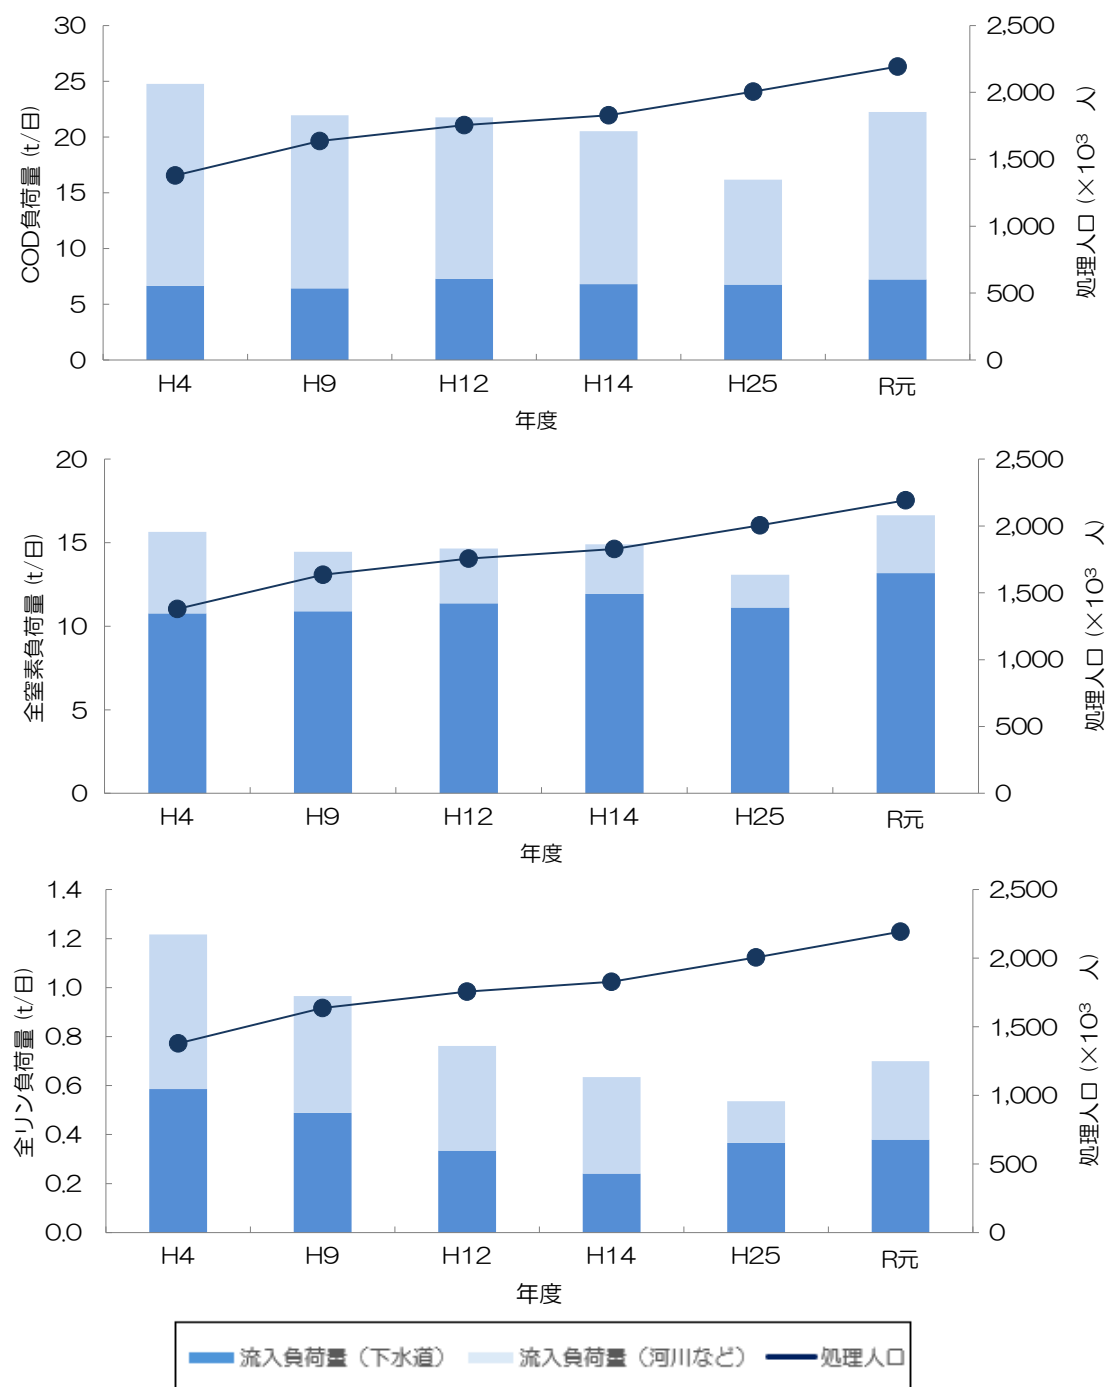 30
25
20
15
10
5
0
COD負荷量 (t/日)
2,500
2,000
1,500
1,000
500
0
処理人口 (×10³ 人)
H4 H9 H12 H14 H25 R元
年度
20
15
10
5
0
全窒素負荷量 (t/日)
2,500
2,000
1,500
1,000
500
0
処理人口 (×10³ 人)
H4 H9 H12 H14 H25 R元
年度
1.4
1.2
1.0
0.8
0.6
0.4
0.2
0.0
全リン負荷量 (t/日)
2,500
2,000
1,500
1,000
500
0
処理人口 (×10³ 人)
H4 H9 H12 H14 H25 R元
年度
流入負荷量（下水道） 流入負荷量（河川など） 処理人口